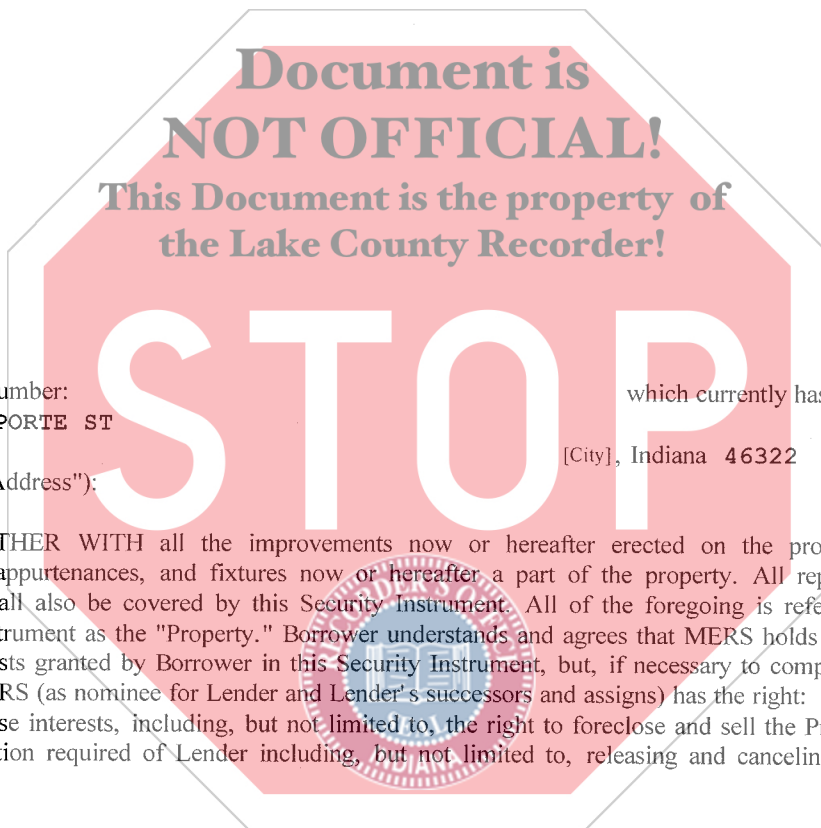 Document is
NOT OFFICIAL!
This Document is the property of
the Lake County Recorder!
STOP
umber: which currently has
PORTE ST
[City], Indiana 46322
Address"):
THER WITH all the improvements now or hereafter erected on the pro
appurtenances, and fixtures now or hereafter a part of the property. All rep
all also be covered by this Security Instrument. All of the foregoing is refe
trument as the "Property." Borrower understands and agrees that MERS holds
sts granted by Borrower in this Security Instrument, but, if necessary to comp
RS (as nominee for Lender and Lender's successors and assigns) has the right:
se interests, including, but not limited to, the right to foreclose and sell the P
tion required of Lender including, but not limited to, releasing and cancelin
RECORDER'S OFFICE
INDIANA